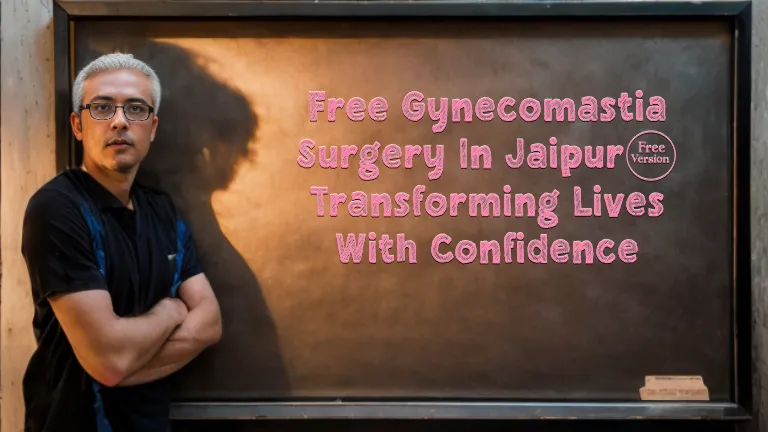 Free Gynecomastia
Surgery In Jaipur
Free
Version
Transforming Lives
With Confidence